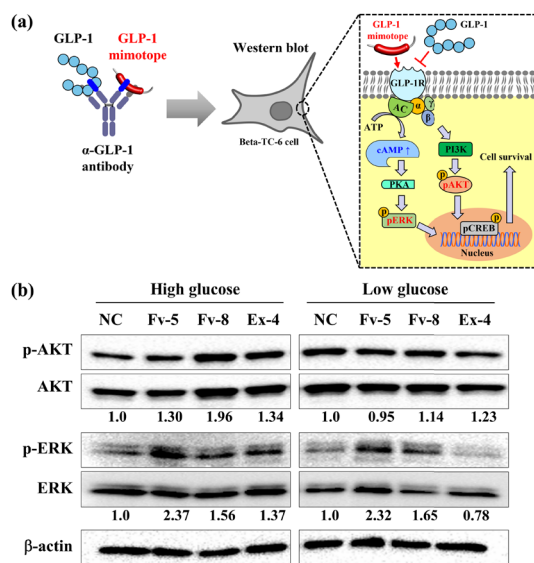 (a)
GLP-1
GLP-1
mimotope
α-GLP-1
antibody
Western blot
Beta-TC-6 cell
GLP-1
mimotope
GLP-1
GLP-1R
AC
α
γ
β
ATP
cAMP ↑
PI3K
Cell survival
PKA
p
pAKT
p
pERK
p
pCREB
Nucleus
(b)
High glucose
Low glucose
NC Fv-5 Fv-8 Ex-4 NC Fv-5 Fv-8 Ex-4
p-AKT
AKT
1.0 1.30 1.96 1.34 1.0 0.95 1.14 1.23
p-ERK
ERK
1.0 2.37 1.56 1.37 1.0 2.32 1.65 0.78
β-actin